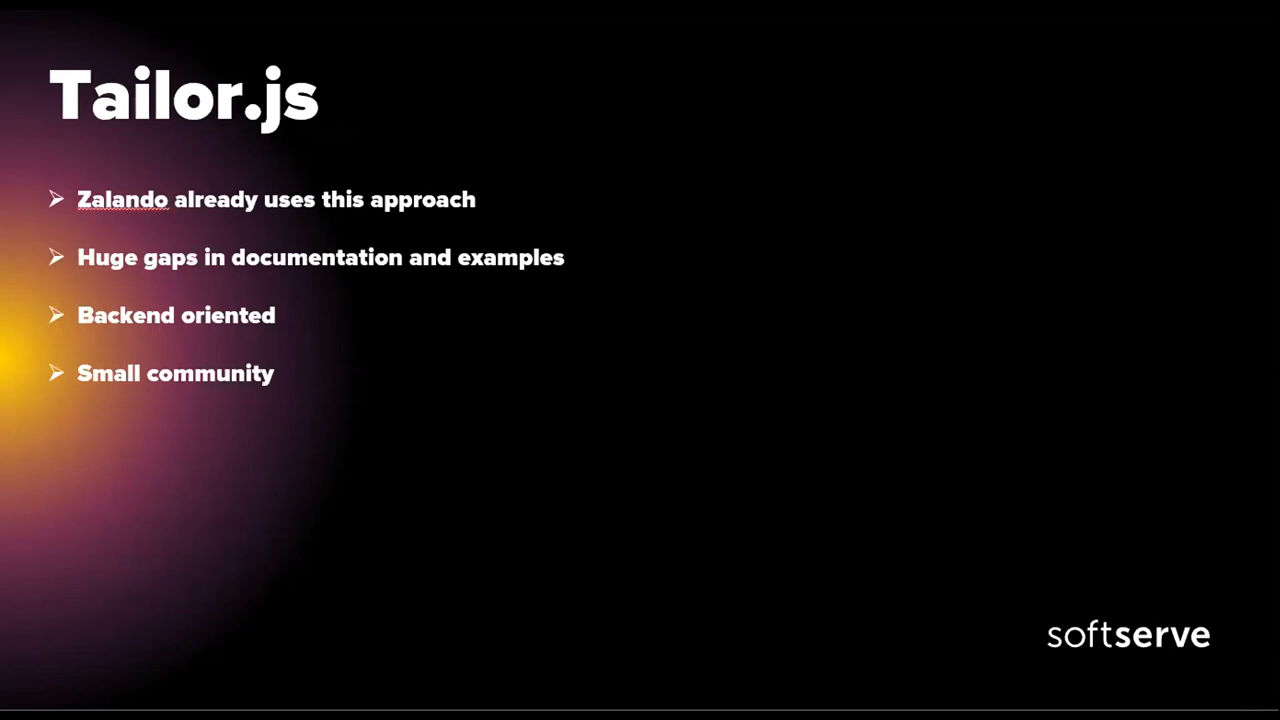 Tailor.js
Zalando already uses this approach
Huge gaps in documentation and examples
Backend oriented
Small community
softserve